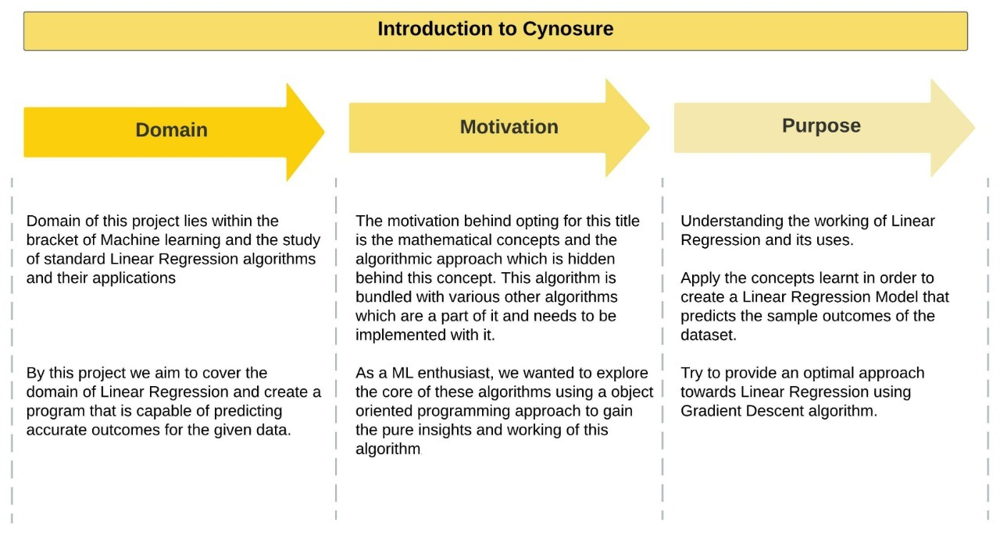 Introduction to Cynosure
Domain
Domain of this project lies within the
bracket of Machine learning and the study
of standard Linear Regression algorithms
and their applications
By this project we aim to cover the
domain of Linear Regression and create a
program that is capable of predicting
accurate outcomes for the given data.
Motivation
The motivation behind opting for this title
is the mathematical concepts and the
algorithmic approach which is hidden
behind this concept. This algorithm is
bundled with various other algorithms
which are a part of it and needs to be
implemented with it.
As a ML enthusiast, we wanted to explore
the core of these algorithms using a object
oriented programming approach to gain
the pure insights and working of this
algorithm
Purpose
Understanding the working of Linear
Regression and its uses.
Apply the concepts learnt in order to
create a Linear Regression Model that
predicts the sample outcomes of the
dataset.
Try to provide an optimal approach
towards Linear Regression using
Gradient Descent algorithm.